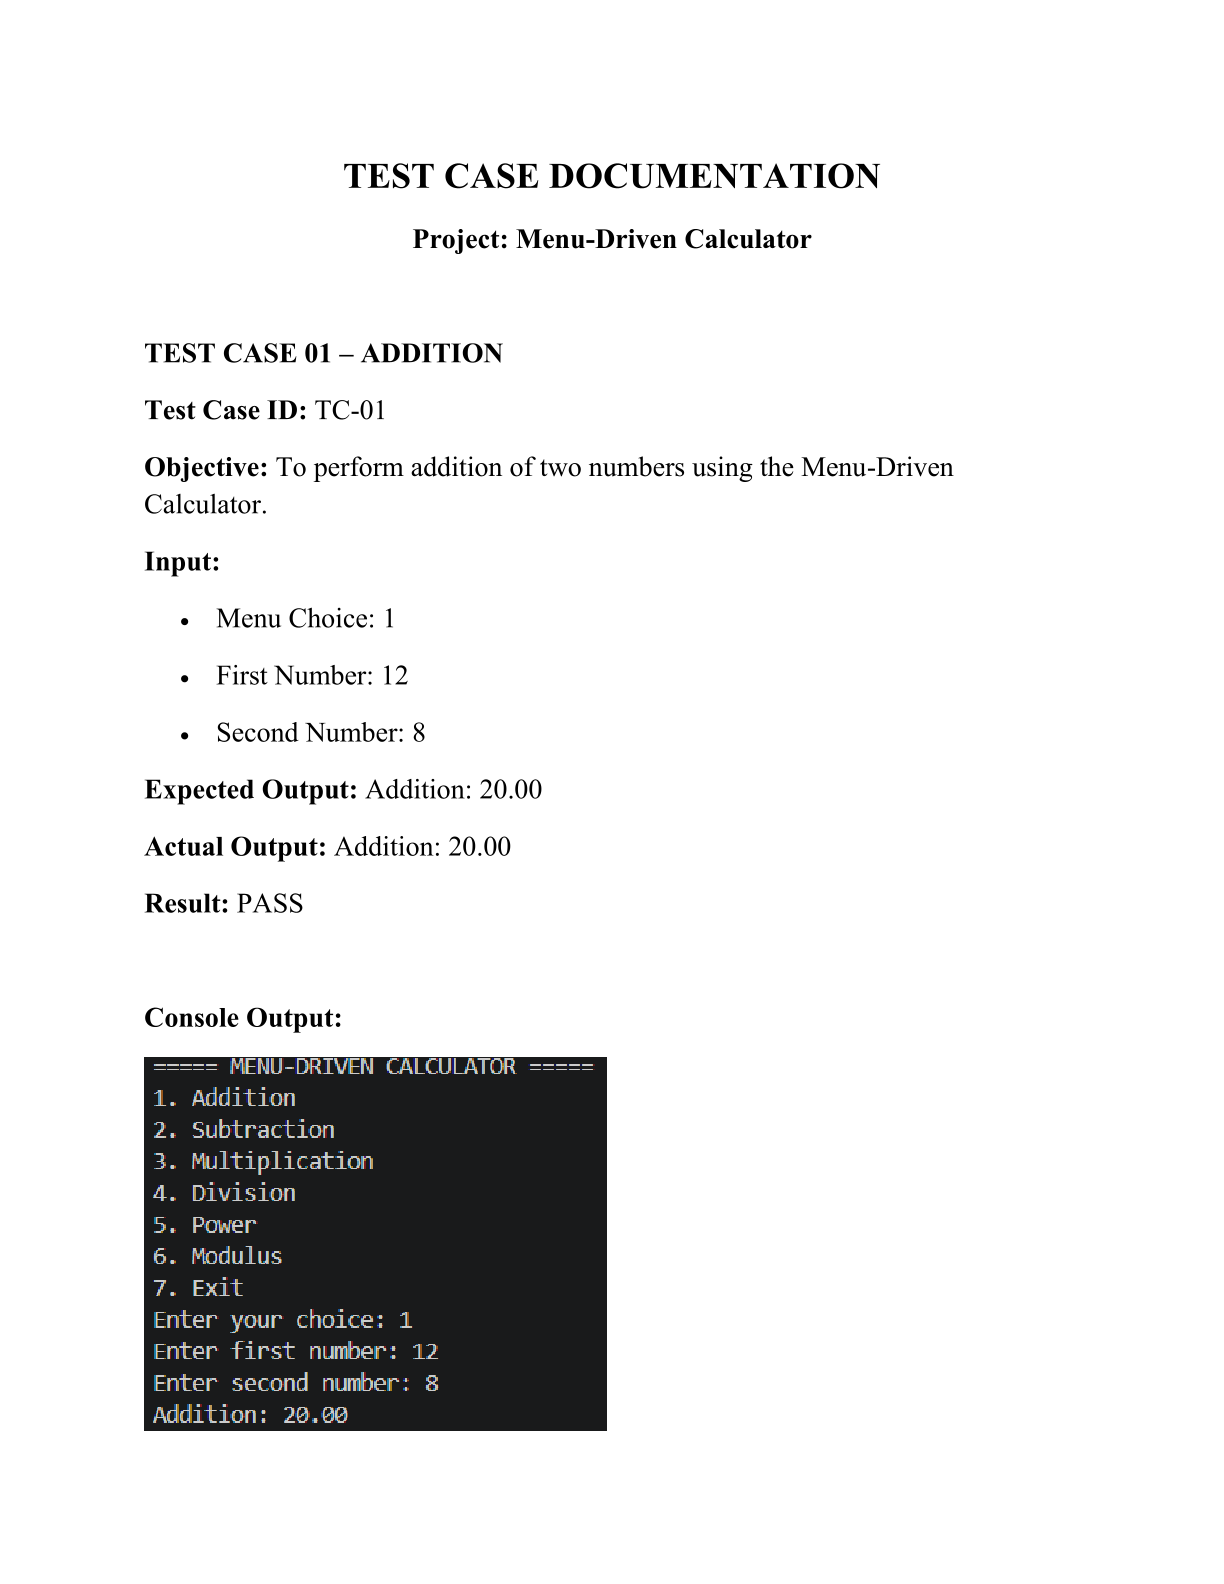 TEST CASE DOCUMENTATION
Project: Menu-Driven Calculator
TEST CASE 01 – ADDITION
Test Case ID: TC-01
Objective: To perform addition of two numbers using the Menu-Driven
Calculator.
Input:
• Menu Choice: 1
• First Number: 12
• Second Number: 8
Expected Output: Addition: 20.00
Actual Output: Addition: 20.00
Result: PASS
Console Output:
===== MENU-DRIVEN CALCULATOR =====
1. Addition
2. Subtraction
3. Multiplication
4. Division
5. Power
6. Modulus
7. Exit
Enter your choice: 1
Enter first number: 12
Enter second number: 8
Addition: 20.00